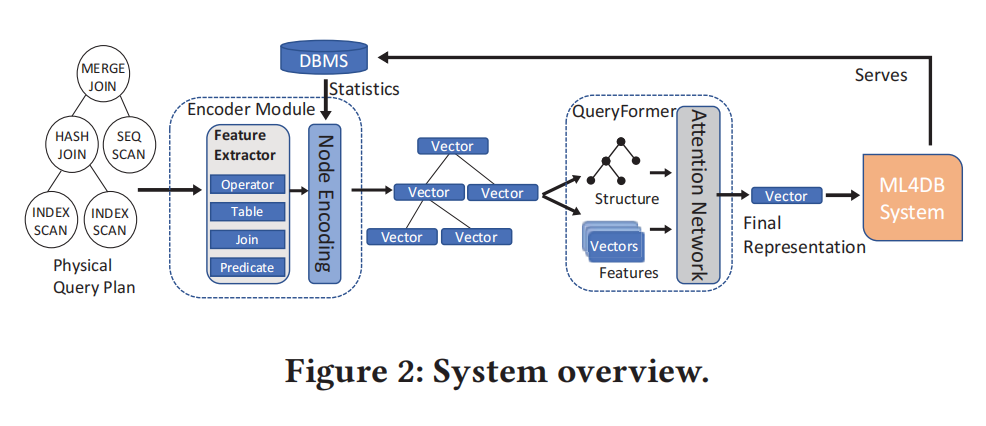 MERGE
JOIN
HASH
JOIN
SEQ
SCAN
INDEX
SCAN
INDEX
SCAN
Physical
Query Plan
DBMS
Statistics
Encoder Module
Feature
Extractor
Operator
Table
Join
Predicate
Node Encoding
Vector
Vector
Vector
Vector
Vector
QueryFormer
Structure
Vectors
Features
Attention Network
Vector
Final
Representation
Serves
ML4DB
System
Figure 2: System overview.